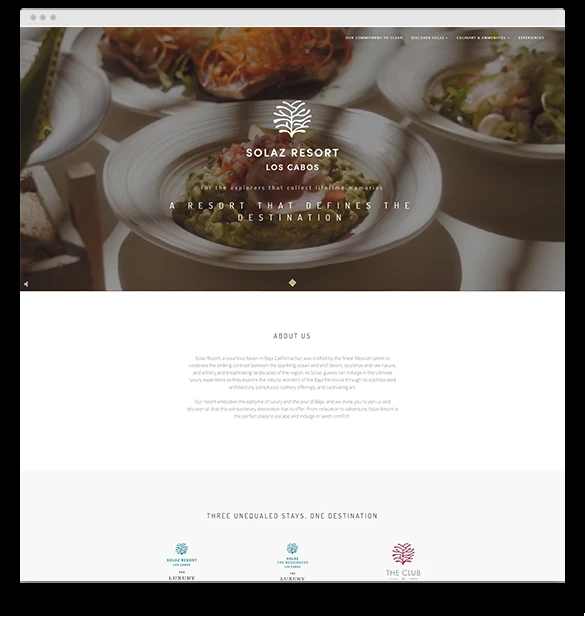 OUR COMMITMENT TO CLEAN DISCOVER SOLAZ CULINARY & AMENITIES EXPERIENCES
SOLAZ RESORT
LOS CABOS
For the explorers that collect lifetime memories
A RESORT THAT DEFINES THE
DESTINATION
ABOUT US
Solaz Resort, a luxurious haven in Baja California Sur, was crafted by the finest Mexican talent to
celebrate the striking contrast between the sparkling ocean and arid desert, opulence and raw nature,
and artistry and breathtaking landscapes of the region. At Solaz, guests can indulge in the ultimate
luxury experience as they explore the natural wonders of the Baja Peninsula through its sophisticated
architecture, sumptuous culinary offerings, and captivating art.
Our resort embodies the epitome of luxury and the soul of Baja, and we invite you to join us and
discover all that this extraordinary destination has to offer. From relaxation to adventure, Solaz Resort is
the perfect place to escape and indulge in lavish comfort.
THREE UNEQUALED STAYS, ONE DESTINATION
SOLAZ RESORT
LOS CABOS
THE
LUXURY
SOLAZ
THE RESIDENCES
LOS CABOS
THE
LUXURY
THE CLUB